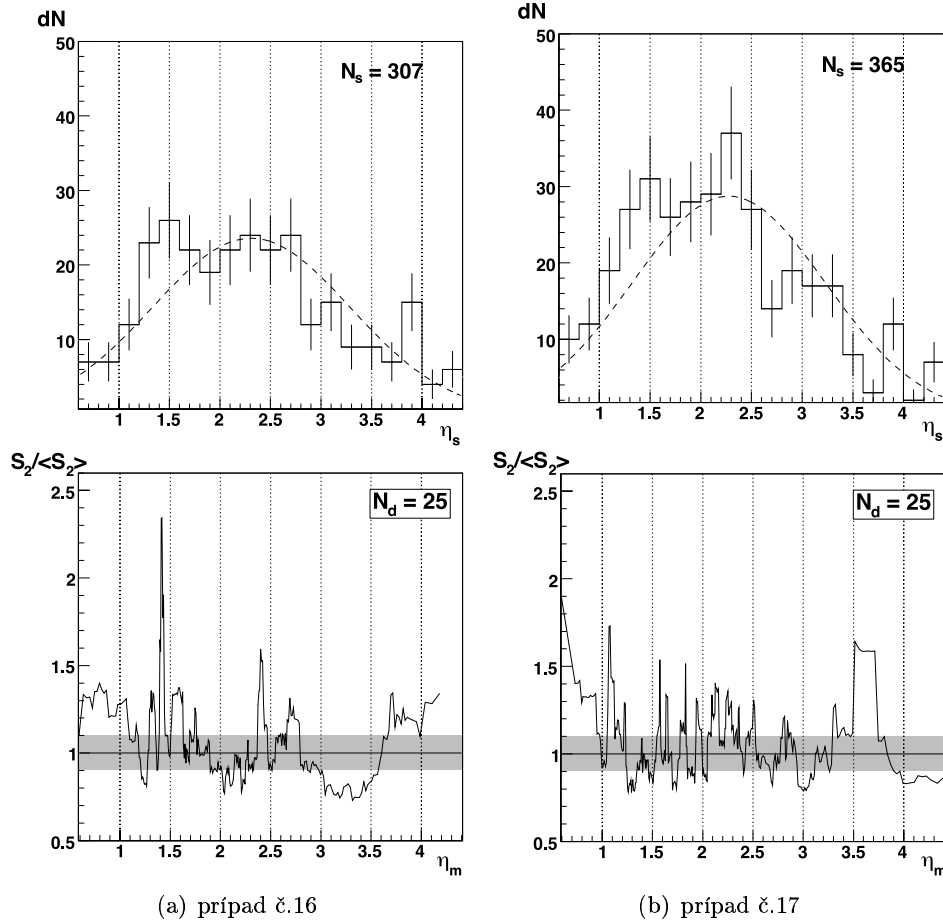 dN
50
N_s = 307
40
30
20
10
1 1.5 2 2.5 3 3.5 4
η_s
dN
50
N_s = 365
40
30
20
10
1 1.5 2 2.5 3 3.5 4
η_s
S_2/<S_2>
2.5
N_d = 25
2
1.5
1
0.5
1 1.5 2 2.5 3 3.5 4
η_m
S_2/<S_2>
2.5
N_d = 25
2
1.5
1
0.5
1 1.5 2 2.5 3 3.5 4
η_m
(a) prípad č.16
(b) prípad č.17